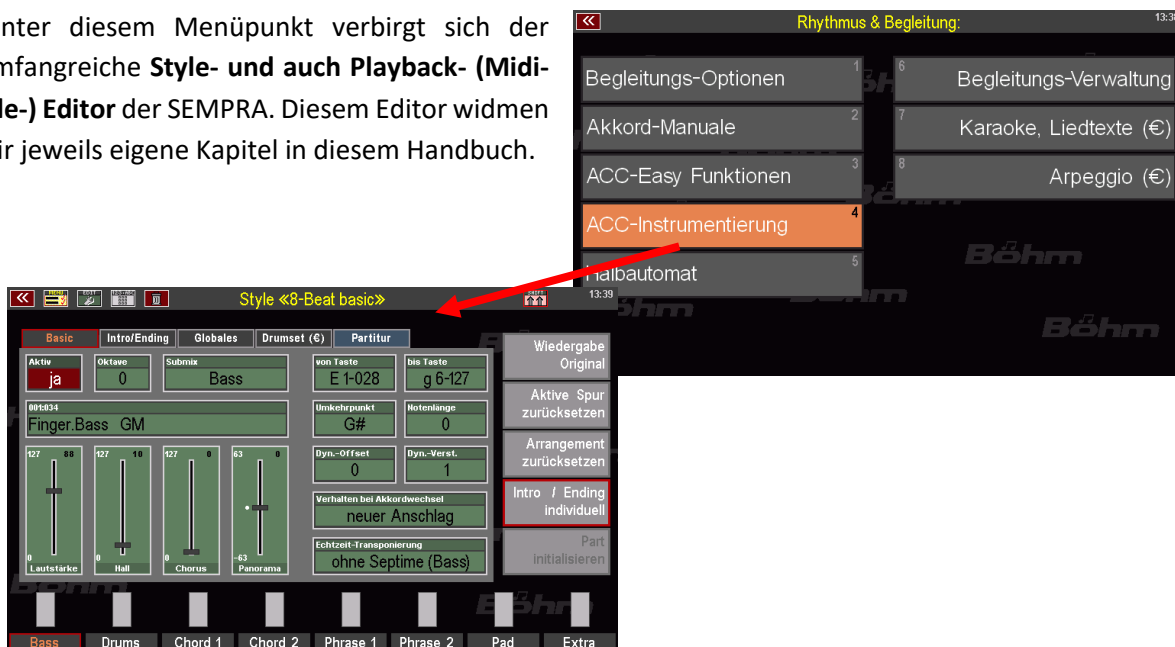 nter diesem Menüpunkt verbirgt sich der
mfangreiche Style- und auch Playback- (Midi-
le-) Editor der SEMPRA. Diesem Editor widmen
ir jeweils eigene Kapitel in diesem Handbuch.
Rhythmus & Begleitung:
13:38
Begleitungs-Optionen 1
6 Begleitungs-Verwaltung
Akkord-Manuale 2
7 Karaoke, Liedtexte (€)
ACC-Easy Funktionen 3
8 Arpeggio (€)
ACC-Instrumentierung 4
Halbautomat 5
Böhm
Böhm
Style «8-Beat basic»
13:39
Basic Intro/Ending Globales Drumset (€) Partitur
Aktiv Oktave Submix von Taste bis Taste
ja 0 Bass E 1-028 g 6-127
001:034 Umkehrpunkt Notenlänge
Finger.Bass GM G# 0
127 88 127 10 127 0 63 0
Dyn.-Offset Dyn.-Verst.
0 1
Verhalten bei Akkordwechsel
neuer Anschlag
Echtzeit-Transponierung
ohne Septime (Bass)
0 0 0 -63
Lautstärke Hall Chorus Panorama
Wiedergabe
Original
Aktive Spur
zurücksetzen
Arrangement
zurücksetzen
Intro / Ending
individuell
Part
initialisieren
Böhm
Bass Drums Chord 1 Chord 2 Phrase 1 Phrase 2 Pad Extra